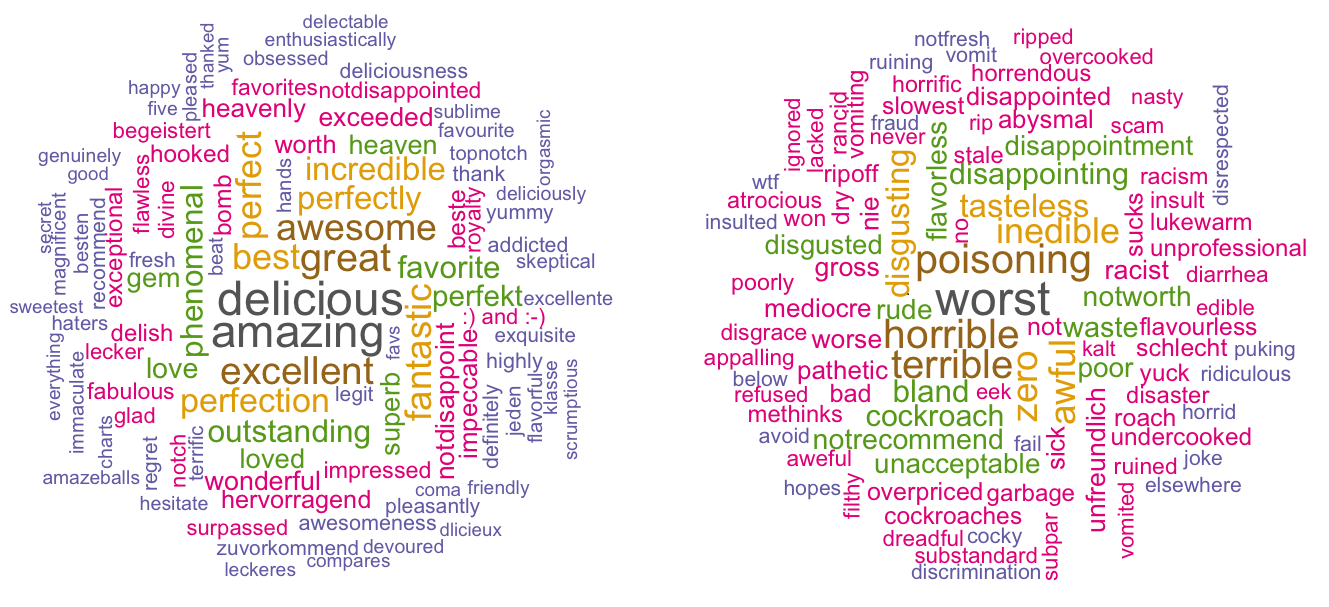 delectable
enthusiastically
obsessed
thanked
yum
pleased
deliciousness
happy
favorites
notdisappointed
five
heavenly
exceeded
sublime
begeistert
worth
heaven
favourite
orgasmic
genuinely
hooked
perfect
incredible
topnotch
good
flawless
divine
bomb
hands
perfectly
thank
deliciously
secret
magnificent
besten
recommend
exceptional
phenomenal
awesome
beste
royalty
yummy
addicted
fresh
beat
best
great
favorite
skeptical
gem
delicious
fantastic
perfekt
excellente
sweetest
haters
delish
amazing
favs
:) and :-)
exquisite
everything
lecker
love
excellent
superb
notdisappoint
impeccable
highly
immaculate
fabulous
perfection
legit
definitely
jeden
flavorful
klasse
scrumptious
glad
charts
outstanding
regret
notch
terrific
loved
amazeballs
wonderful
impressed
hesitate
hervorragend
coma
friendly
pleasantly
surpassed
awesomeness
dlicieux
zuvorkommend
devoured
compares
leckeres
notfresh
ripped
ruining
vomit
overcooked
horrific
horrendous
ignored
lacked
rancid
vomiting
slowest
disappointed
nasty
disrespected
fraud
never
rip
abysmal
scam
flavorless
stale
disappointment
wtf
ripoff
disgusting
disappointing
racism
atrocious
insulted
won
dry
nie
no
tasteless
sucks
insult
inedible
lukewarm
disgusted
unprofessional
gross
poisoning
racist
diarrhea
poorly
mediocre
rude
worst
notworth
edible
disgrace
worse
horrible
not
waste
flavourless
appalling
pathetic
terrible
zero
awful
kalt
schlecht
puking
below
poor
yuck
ridiculous
refused
bad
bland
eek
disaster
methinks
cockroach
unfreundlich
roach
horrid
avoid
notrecommend
fail
sick
undercooked
aweful
unacceptable
ruined
joke
hopes
filthy
overpriced
garbage
vomited
elsewhere
cockroaches
dreadful
cocky
subpar
substandard
discrimination